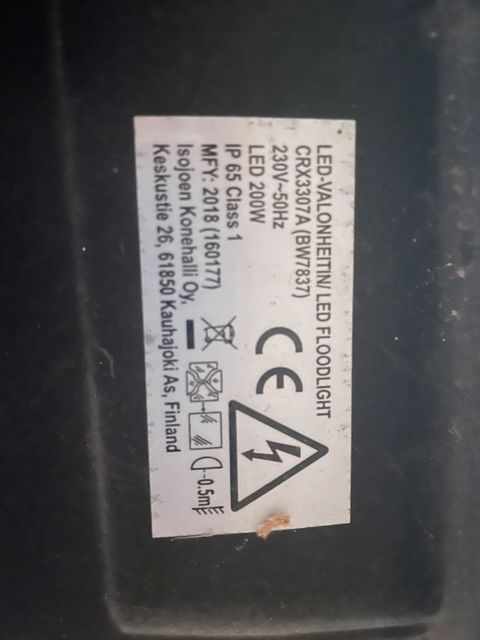 LED-VALONHEITIN/ LED FLOODLIGHT
CRX3307A (BW7837)
230V~50Hz
LED 200W
IP 65 Class 1
MFY: 2018 (160177)
Isojoen Konehalli Oy,
Keskustie 26, 61850 Kauhajoki As, Finland
CE
0.5m